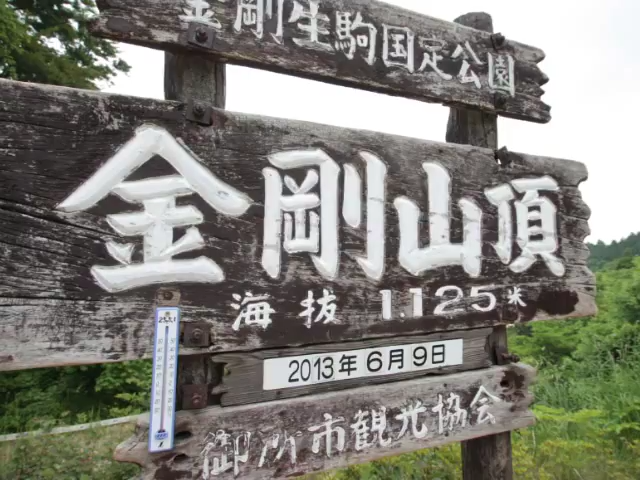 金剛生駒国定公園
金剛山頂
海抜 1.125米
2013年6月9日
御所市観光協会